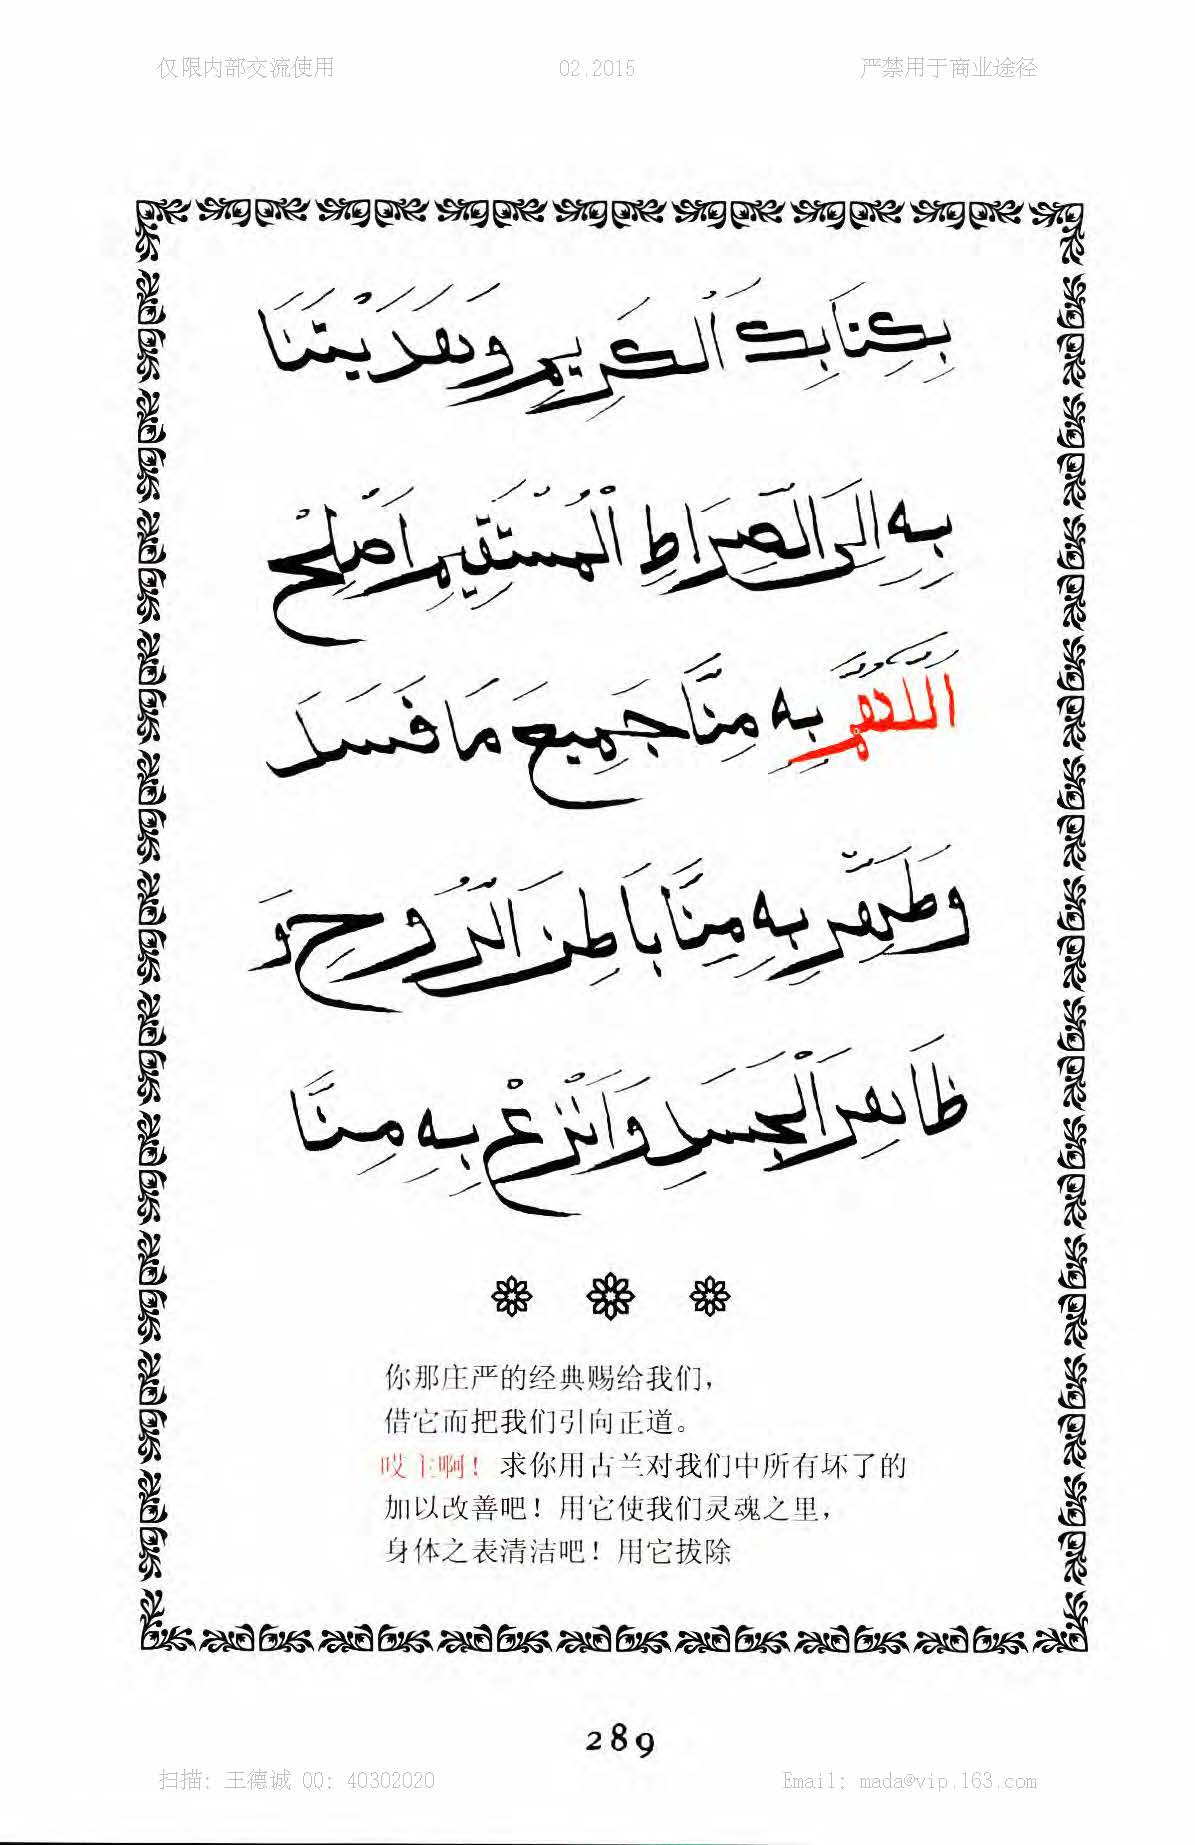 仅限内部交流使用 02.2015 严禁用于商业途径
بِكِتَابِكَ الْكَرِيمِ وَهَدَيْتَنَا
بِهِ اِلَى الصِّرَاطِ الْمُسْتَقِيمِ اَصْلِحْ
اَللَّهُمَّ بِهِ مِنَّا جَمِيعَ مَا فَسَدَ
وَطَهِّرْ بِهِ مِنَّا بَاطِنَ الرُّوحِ وَ
ظَاهِرَ الْجَسَدِ وَانْزِعْ بِهِ مِنَّا
你那庄严的经典赐给我们，
借它而把我们引向正道。
哎主啊！求你用古兰对我们中所有坏了的
加以改善吧！用它使我们灵魂之里，
身体之表清洁吧！用它拔除
289
扫描: 王德诚 QQ: 40302020 Email: mada@vip.163.com